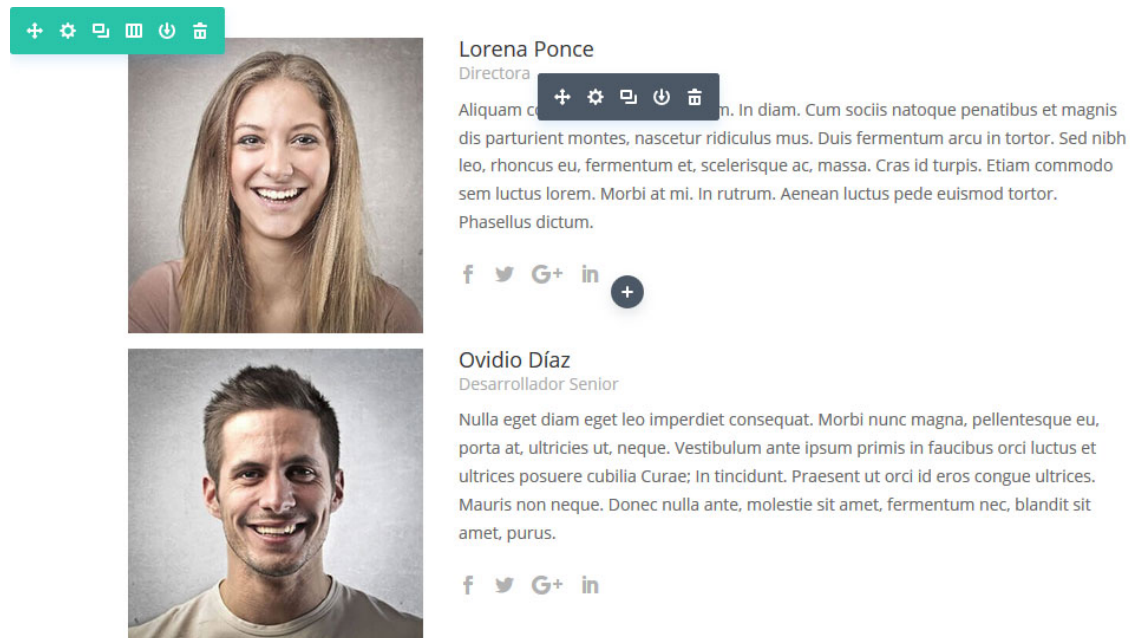 Lorena Ponce
Directora
Aliquam m. In diam. Cum sociis natoque penatibus et magnis
dis parturient montes, nascetur ridiculus mus. Duis fermentum arcu in tortor. Sed nibh
leo, rhoncus eu, fermentum et, scelerisque ac, massa. Cras id turpis. Etiam commodo
sem luctus lorem. Morbi at mi. In rutrum. Aenean luctus pede euismod tortor.
Phasellus dictum.
f G+ in
Ovidio Díaz
Desarrollador Senior
Nulla eget diam eget leo imperdiet consequat. Morbi nunc magna, pellentesque eu,
porta at, ultricies ut, neque. Vestibulum ante ipsum primis in faucibus orci luctus et
ultrices posuere cubilia Curae; In tincidunt. Praesent ut orci id eros congue ultrices.
Mauris non neque. Donec nulla ante, molestie sit amet, fermentum nec, blandit sit
amet, purus.
f G+ in